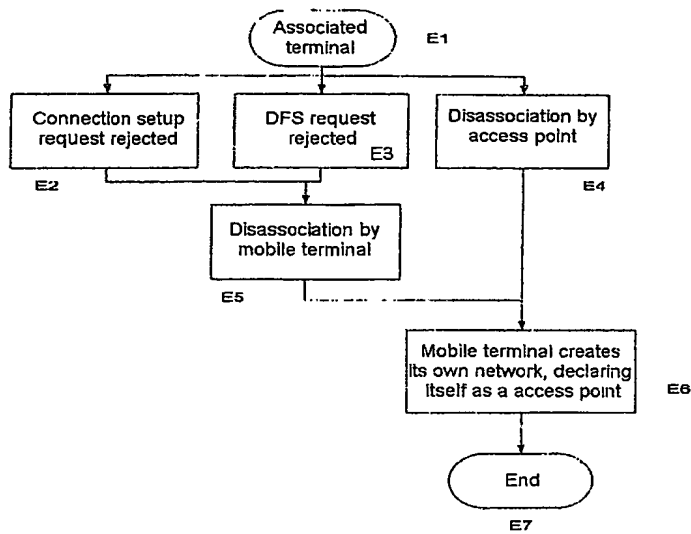 Associated
terminal
E1
Connection setup
request rejected
E2
DFS request
rejected
E3
Disassociation by
access point
E4
Disassociation by
mobile terminal
E5
Mobile terminal creates
its own network, declaring
itself as a access point
E6
End
E7